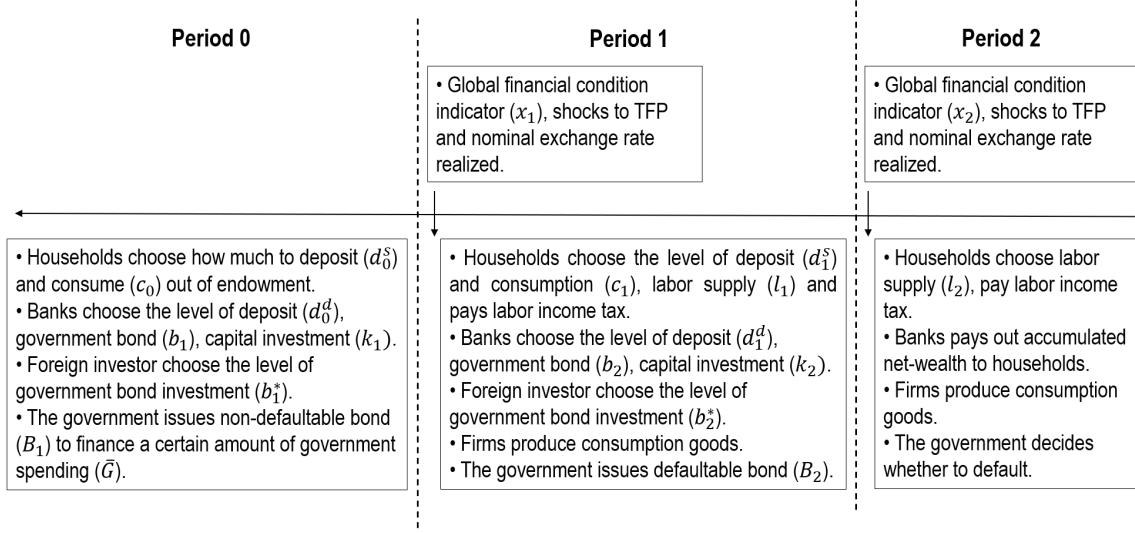 Period 0
Period 1
Period 2
• Global financial condition
indicator (x₁), shocks to TFP
and nominal exchange rate
realized.
• Global financial condition
indicator (x₂), shocks to TFP
and nominal exchange rate
realized.
• Households choose how much to deposit (d₀ˢ)
and consume (c₀) out of endowment.
• Banks choose the level of deposit (d₀ᵈ),
government bond (b₁), capital investment (k₁).
• Foreign investor choose the level of
government bond investment (b₁*).
• The government issues non-defaultable bond
(B₁) to finance a certain amount of government
spending (Ḡ).
• Households choose the level of deposit (d₁ˢ)
and consumption (c₁), labor supply (l₁) and
pays labor income tax.
• Banks choose the level of deposit (d₁ᵈ),
government bond (b₂), capital investment (k₂).
• Foreign investor choose the level of
government bond investment (b₂*).
• Firms produce consumption goods.
• The government issues defaultable bond (B₂).
• Households choose labor
supply (l₂), pay labor income
tax.
• Banks pays out accumulated
net-wealth to households.
• Firms produce consumption
goods.
• The government decides
whether to default.